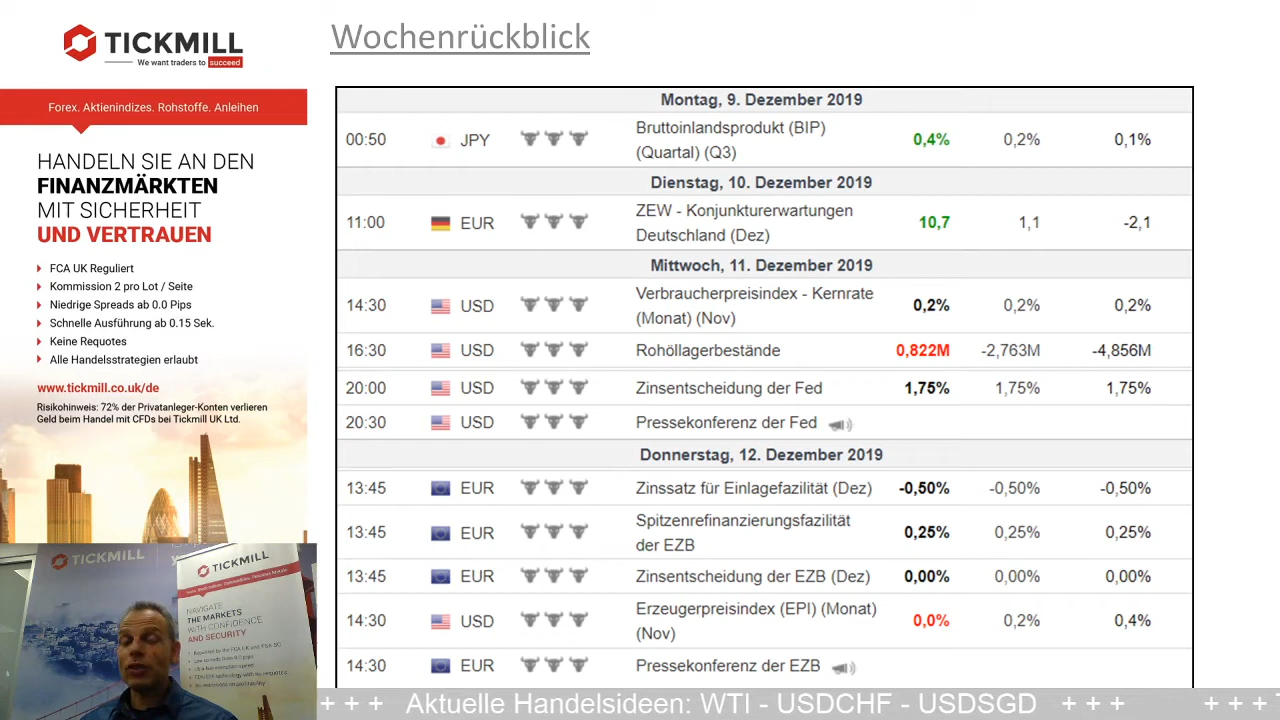 TICKMILL
We want traders to succeed
Forex. Aktienindizes. Rohstoffe. Anleihen
HANDELN SIE AN DEN
FINANZMÄRKTEN
MIT SICHERHEIT
UND VERTRAUEN
FCA UK Reguliert
Kommission 2 pro Lot / Seite
Niedrige Spreads ab 0.0 Pips
Schnelle Ausführung ab 0.15 Sek.
Keine Requotes
Alle Handelsstrategien erlaubt
www.tickmill.co.uk/de
Risikohinweis: 72% der Privatanleger-Konten verlieren
Geld beim Handel mit CFDs bei Tickmill UK Ltd.
TICKMILL
TICKMILL
NAVIGATE
THE MARKETS
WITH CONFIDENCE
AND SECURITY
Wochenrückblick
Montag, 9. Dezember 2019
00:50 JPY Bruttoinlandsprodukt (BIP) 0,4% 0,2% 0,1%
(Quartal) (Q3)
Dienstag, 10. Dezember 2019
11:00 EUR ZEW - Konjunkturerwartungen 10,7 1,1 -2,1
Deutschland (Dez)
Mittwoch, 11. Dezember 2019
14:30 USD Verbraucherpreisindex - Kernrate 0,2% 0,2% 0,2%
(Monat) (Nov)
16:30 USD Rohöllagerbestände 0,822M -2,763M -4,856M
20:00 USD Zinsentscheidung der Fed 1,75% 1,75% 1,75%
20:30 USD Pressekonferenz der Fed
Donnerstag, 12. Dezember 2019
13:45 EUR Zinssatz für Einlagefazilität (Dez) -0,50% -0,50% -0,50%
13:45 EUR Spitzenrefinanzierungsfazilität 0,25% 0,25% 0,25%
der EZB
13:45 EUR Zinsentscheidung der EZB (Dez) 0,00% 0,00% 0,00%
14:30 USD Erzeugerpreisindex (EPI) (Monat) 0,0% 0,2% 0,4%
(Nov)
14:30 EUR Pressekonferenz der EZB
+ + + Aktuelle Handelsideen: WTI - USDCHF - USDSGD + + + + + +